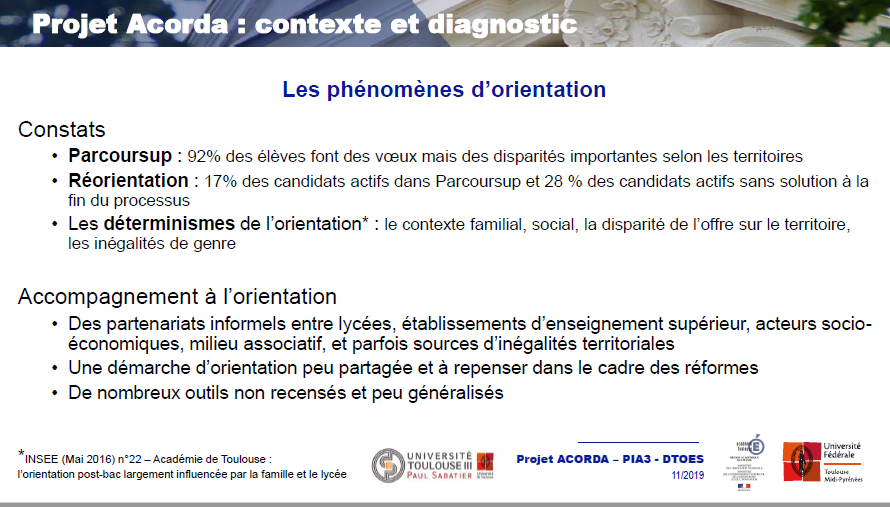 Projet Acorda : contexte et diagnostic
Les phénomènes d'orientation
Constats
• Parcoursup : 92% des élèves font des vœux mais des disparités importantes selon les territoires
• Réorientation : 17% des candidats actifs dans Parcoursup et 28 % des candidats actifs sans solution à la
fin du processus
• Les déterminismes de l'orientation* : le contexte familial, social, la disparité de l'offre sur le territoire,
les inégalités de genre
Accompagnement à l'orientation
• Des partenariats informels entre lycées, établissements d'enseignement supérieur, acteurs socio-
économiques, milieu associatif, et parfois sources d'inégalités territoriales
• Une démarche d'orientation peu partagée et à repenser dans le cadre des réformes
• De nombreux outils non recensés et peu généralisés
*INSEE (Mai 2016) n°22 – Académie de Toulouse :
l'orientation post-bac largement influencée par la famille et le lycée
UNIVERSITÉ
TOULOUSE III
PAUL SABATIER
Projet ACORDA – PIA3 - DTOES
11/2019
académie
Toulouse
Université
Fédérale
Toulouse
Midi-Pyrénées